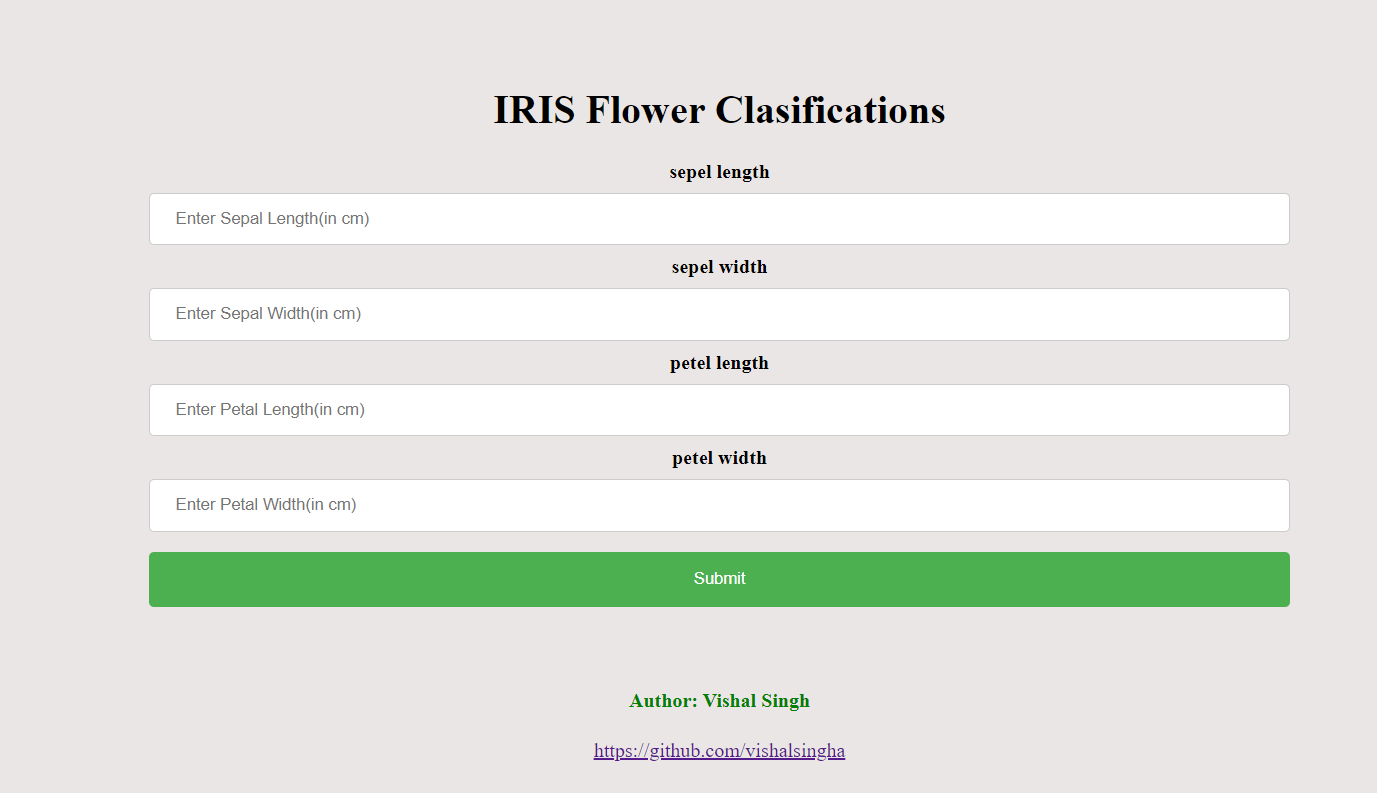 IRIS Flower Clasifications
sepel length
Enter Sepal Length(in cm)
sepel width
Enter Sepal Width(in cm)
petel length
Enter Petal Length(in cm)
petel width
Enter Petal Width(in cm)
Submit
Author: Vishal Singh
https://github.com/vishalsingha